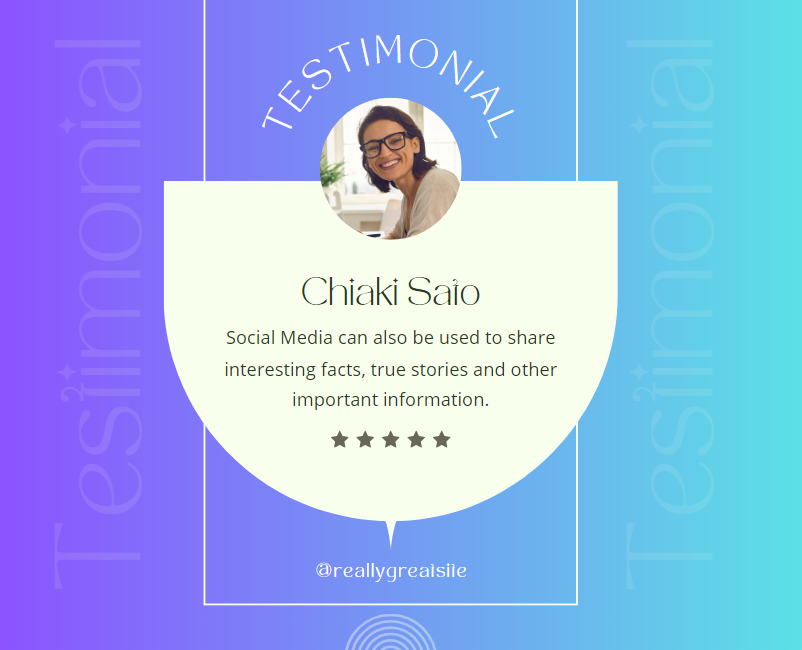 TESTIMONIAL
Testimonial
Testimonial
Chiaki Sato
Social Media can also be used to share
interesting facts, true stories and other
important information.
@reallygreatsite